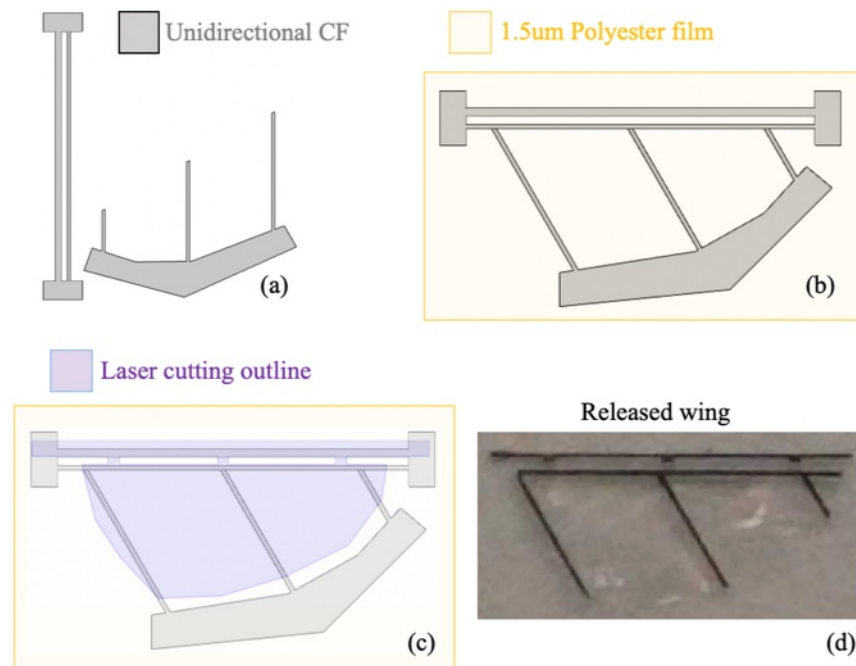 Unidirectional CF
1.5um Polyester film
(a)
(b)
Laser cutting outline
Released wing
(c)
(d)